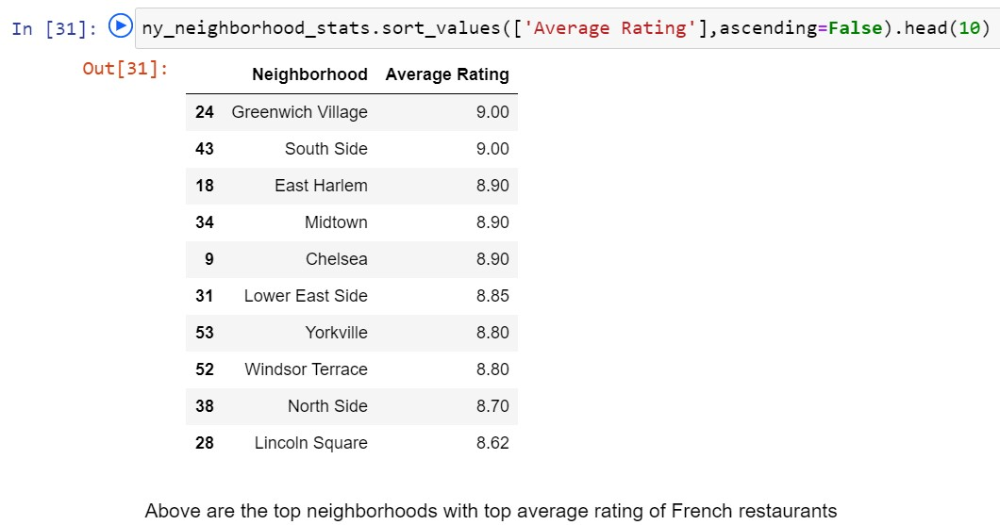 In [31]: ny_neighborhood_stats.sort_values(['Average Rating'],ascending=False).head(10)
Out[31]:
Neighborhood Average Rating
24 Greenwich Village 9.00
43 South Side 9.00
18 East Harlem 8.90
34 Midtown 8.90
9 Chelsea 8.90
31 Lower East Side 8.85
53 Yorkville 8.80
52 Windsor Terrace 8.80
38 North Side 8.70
28 Lincoln Square 8.62
Above are the top neighborhoods with top average rating of French restaurants